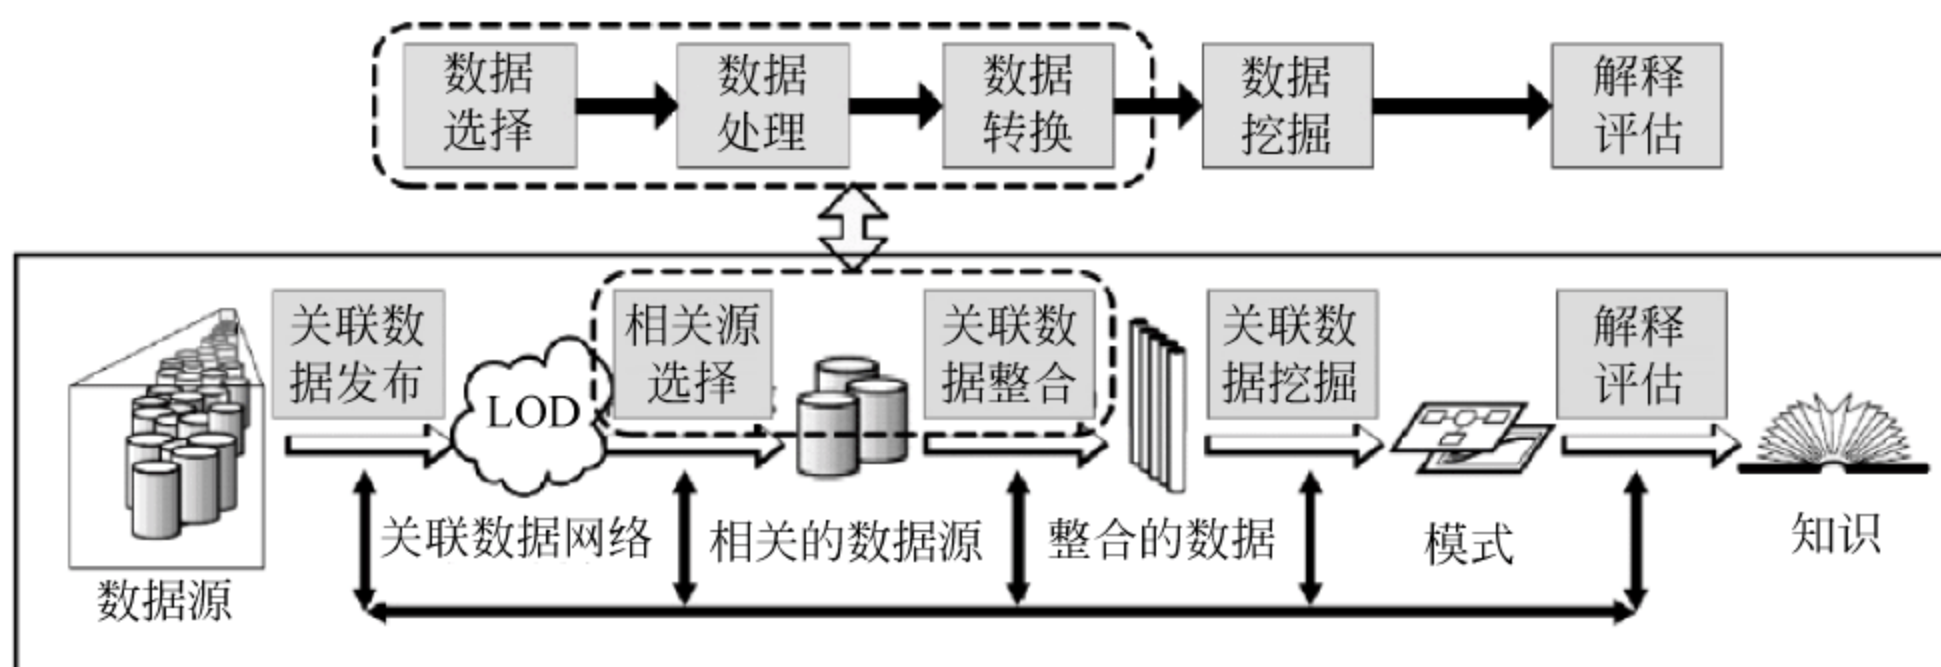 数据
选择
数据
处理
数据
转换
数据
挖掘
解释
评估
关联数
据发布
LOD
相关源
选择
关联数
据整合
关联数
据挖掘
解释
评估
数据源
关联数据网络
相关的数据源
整合的数据
模式
知识